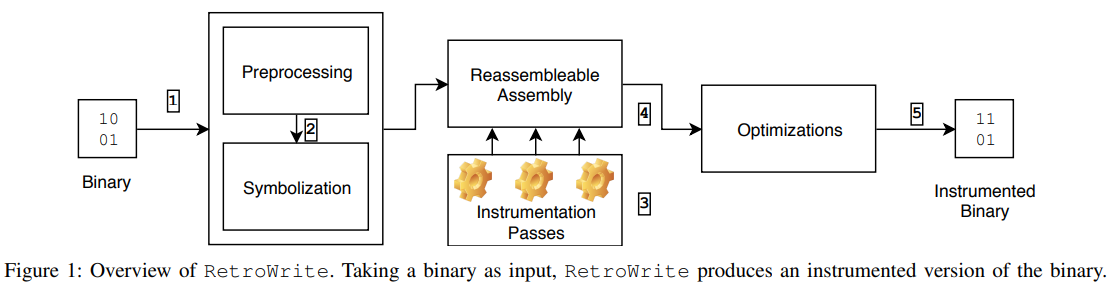 10
01
Binary
1
Preprocessing
2
Symbolization
Reassembleable
Assembly
Instrumentation
Passes
3
4
Optimizations
5
11
01
Instrumented
Binary
Figure 1: Overview of RetroWrite. Taking a binary as input, RetroWrite produces an instrumented version of the binary.